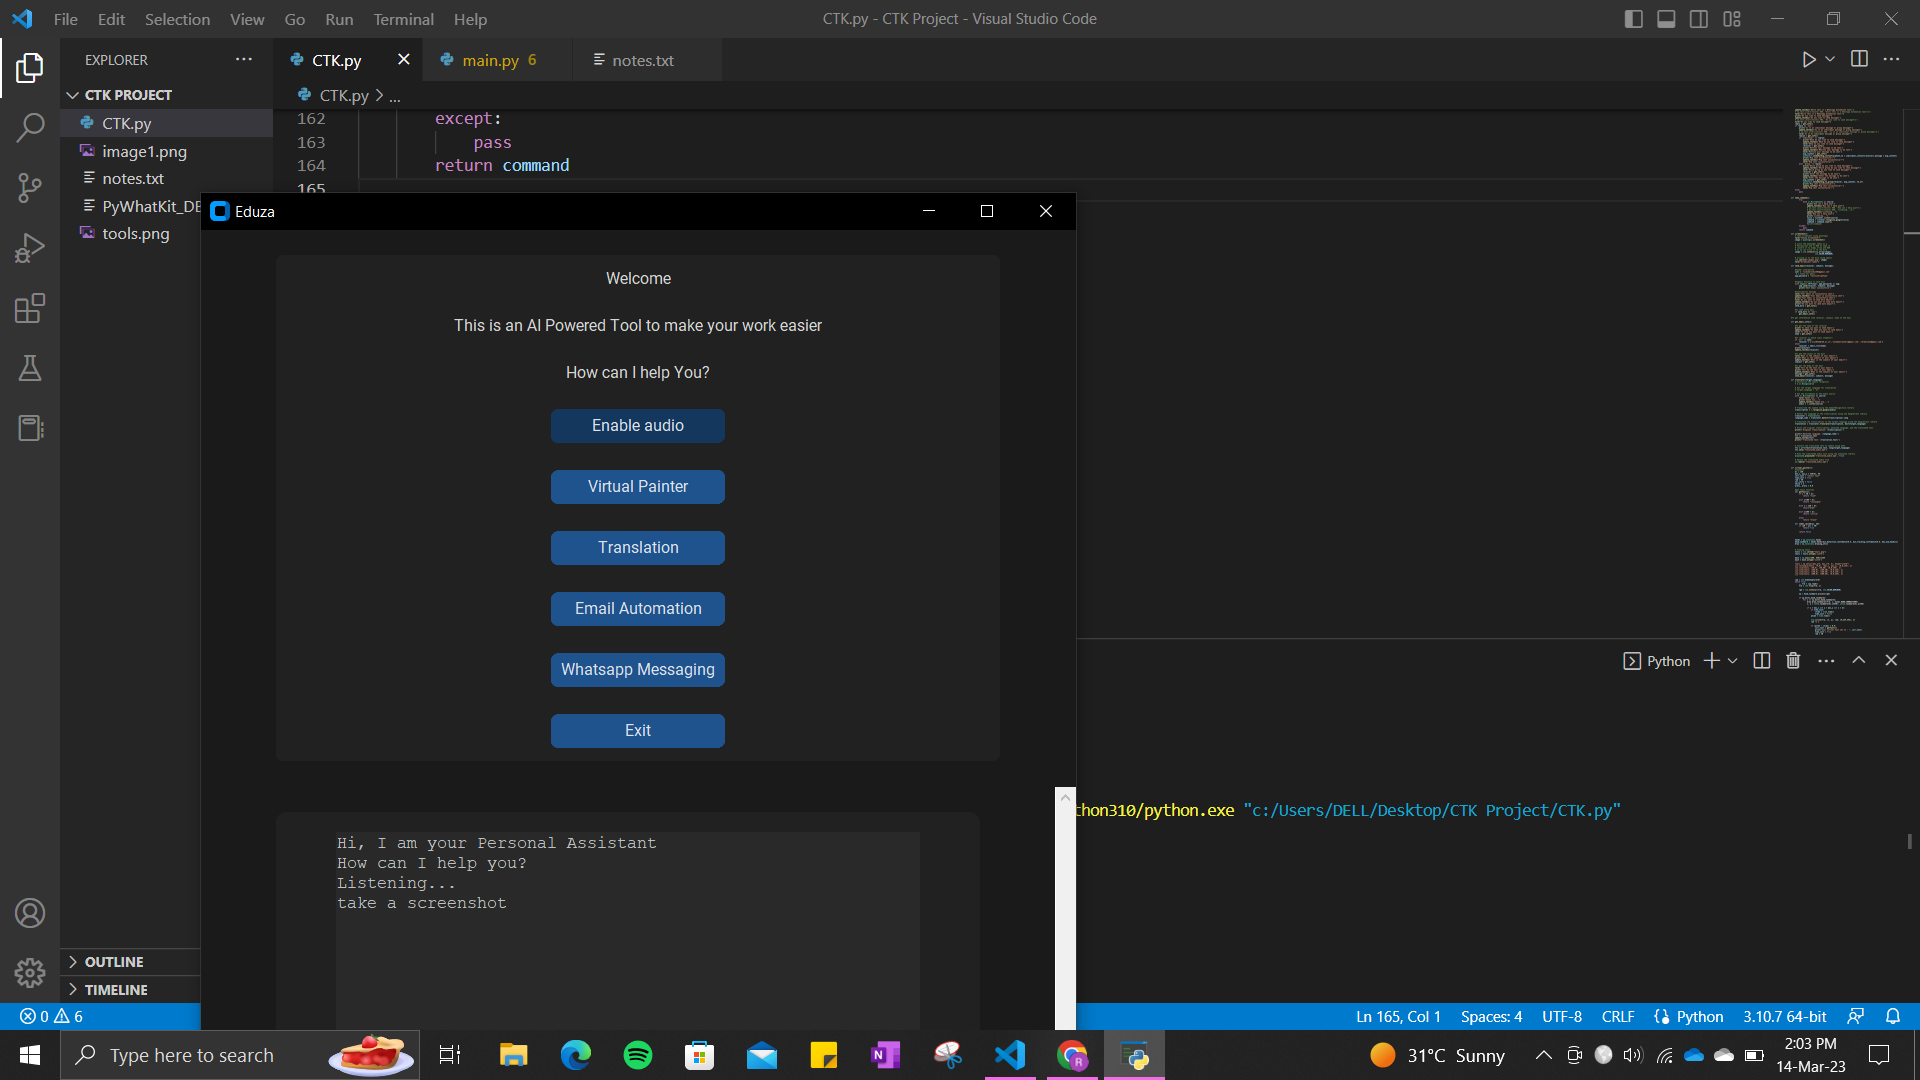 File Edit Selection View Go Run Terminal Help
CTK.py - CTK Project - Visual Studio Code
EXPLORER
CTK PROJECT
CTK.py
image1.png
notes.txt
PyWhatKit_DE
tools.png
OUTLINE
TIMELINE
CTK.py
main.py 6
notes.txt
CTK.py > ...
162 except:
163 pass
164 return command
165
Eduza
Welcome
This is an AI Powered Tool to make your work easier
How can I help You?
Enable audio
Virtual Painter
Translation
Email Automation
Whatsapp Messaging
Exit
Hi, I am your Personal Assistant
How can I help you?
Listening...
take a screenshot
Python
thon310/python.exe "c:/Users/DELL/Desktop/CTK Project/CTK.py"
0 6
Ln 165, Col 1 Spaces: 4 UTF-8 CRLF Python 3.10.7 64-bit
Type here to search
31°C Sunny
2:03 PM
14-Mar-23